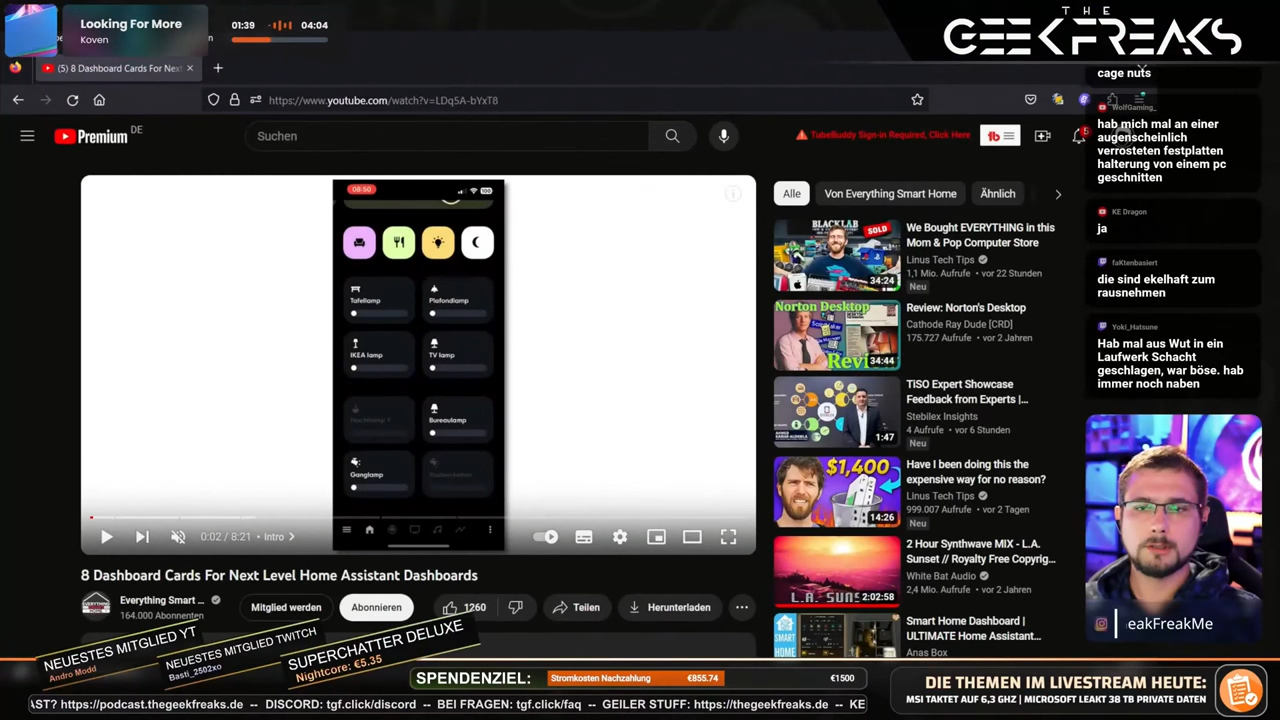 Looking For More
Koven
01:39
04:04
THE
GEEKFREAKS
(5) 8 Dashboard Cards For Next
https://www.youtube.com/watch?v=LDq5A-bYxT8
Premium DE
Suchen
TubeBuddy Sign-in Required, Click Here
tb
5
08:50
100
Tafellamp
Plafondlamp
IKEA lamp
TV lamp
Bureaulamp
Ganglamp
0:02 / 8:21 • Intro
8 Dashboard Cards For Next Level Home Assistant Dashboards
Everything Smart ...
164.000 Abonnenten
Mitglied werden
Abonnieren
1260
Teilen
Herunterladen
Alle
Von Everything Smart Home
Ähnlich
BLACKLAB
SOLD
34:24
We Bought EVERYTHING in this
Mom & Pop Computer Store
Linus Tech Tips
1,1 Mio. Aufrufe • vor 22 Stunden
Neu
Norton Desktop
Revi
34:44
Review: Norton's Desktop
Cathode Ray Dude [CRD]
175.727 Aufrufe • vor 2 Jahren
1:47
TiSO Expert Showcase
Feedback from Experts |...
Stebilex Insights
4 Aufrufe • vor 6 Stunden
Neu
$1,400
14:26
Have I been doing this the
expensive way for no reason?
Linus Tech Tips
999.007 Aufrufe • vor 2 Tagen
Neu
L.A. SUNS
2:02:58
2 Hour Synthwave MIX - L.A.
Sunset // Royalty Free Copyrig...
White Bat Audio
SMART
HOME
Smart Home Dashboard |
ULTIMATE Home Assistant...
Anas Box
cage nuts
WolfGaming_
hab mich mal an einer
augenscheinlich
verrosteten festplatten
halterung von einem pc
geschnitten
KE Dragon
ja
faKtenbasiert
die sind ekelhaft zum
rausnehmen
Yoki_Hatsune
Hab mal aus Wut in ein
Laufwerk Schacht
geschlagen, war böse. hab
immer noch naben
eakFreakMe
NEUESTES MITGLIED TWITCH
Basti_2502xo
SUPERCHATTER DELUXE
Nightcore: €5.35
Andro Modd
SPENDENZIEL:
Stromkosten Nachzahlung
€855.74
€1500
DIE THEMEN IM LIVESTREAM HEUTE:
MSI TAKTET AUF 6,3 GHZ | MICROSOFT LEAKT 38 TB PRIVATE DATEN
AST? https://podcast.thegeekfreaks.de -- DISCORD: tgf.click/discord -- BEI FRAGEN: tgf.click/faq -- GEILER STUFF: https://thegeekfreaks.de -- KE